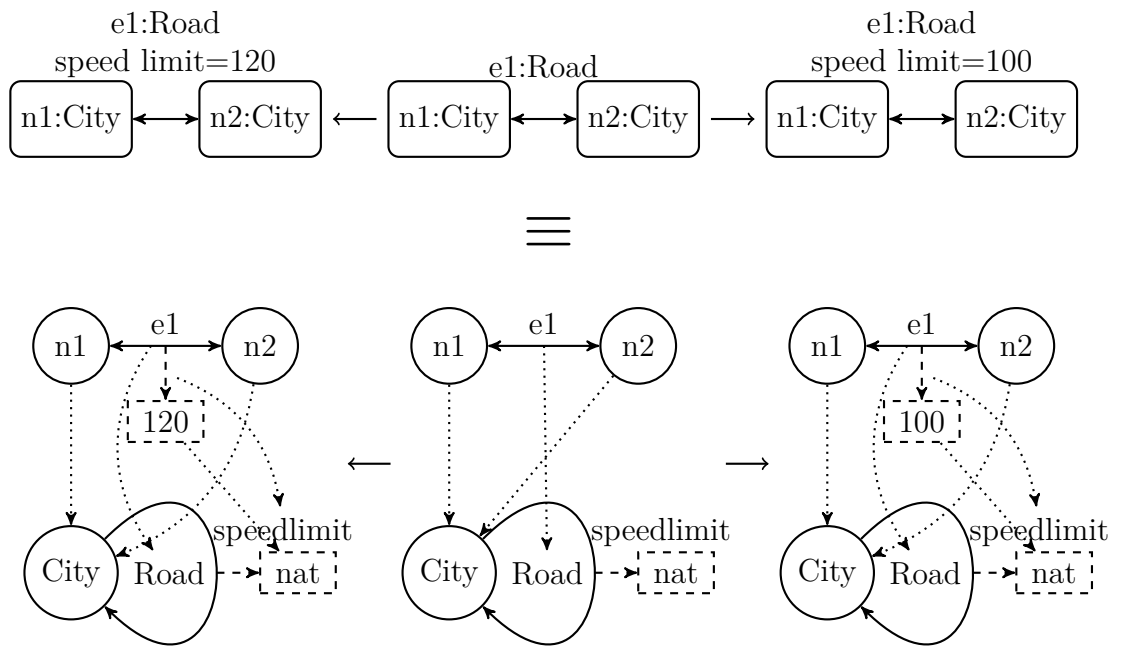 e1:Road
speed limit=120
n1:City
n2:City
e1:Road
n1:City
n2:City
e1:Road
speed limit=100
n1:City
n2:City
≡
n1
e1
n2
120
speedlimit
City
Road
nat
n1
e1
n2
speedlimit
City
Road
nat
n1
e1
n2
100
speedlimit
City
Road
nat